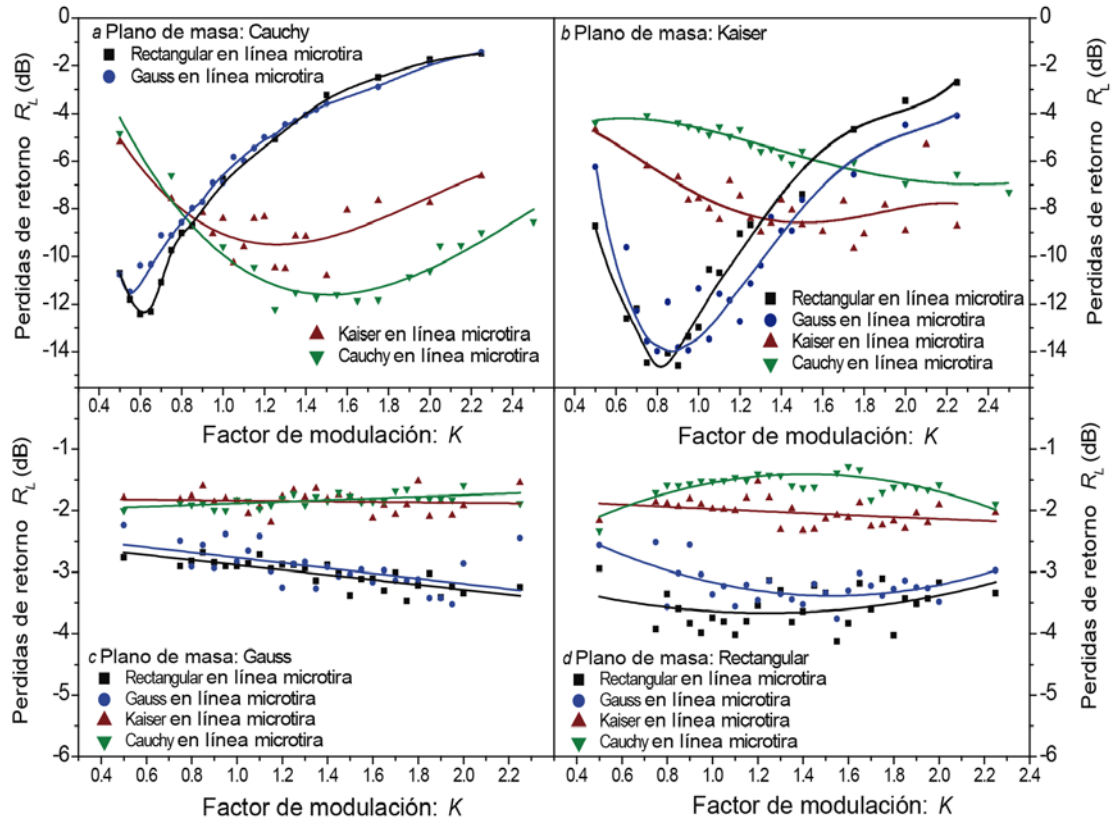 a Plano de masa: Cauchy
Rectangular en línea microtira
Gauss en línea microtira
Kaiser en línea microtira
Cauchy en línea microtira
Perdidas de retorno R_L (dB)
-2
-4
-6
-8
-10
-12
-14
0.4 0.6 0.8 1.0 1.2 1.4 1.6 1.8 2.0 2.2
Factor de modulación: K
b Plano de masa: Kaiser
Rectangular en línea microtira
Gauss en línea microtira
Kaiser en línea microtira
Cauchy en línea microtira
0
0
-2
-4
-6
-8
-10
-12
-14
Perdidas de retorno R_L (dB)
0.4 0.6 0.8 1.0 1.2 1.4 1.6 1.8 2.0 2.2 2.4
Factor de modulación: K
Perdidas de retorno R_L (dB)
-1
-2
-3
-4
-5
-6
c Plano de masa: Gauss
Rectangular en línea microtira
Gauss en línea microtira
Kaiser en línea microtira
Cauchy en línea microtira
0.4 0.6 0.8 1.0 1.2 1.4 1.6 1.8 2.0 2.2
Factor de modulación: K
d Plano de masa: Rectangular
Rectangular en línea microtira
Gauss en línea microtira
Kaiser en línea microtira
Cauchy en línea microtira
-1
-2
-3
-4
-5
-6
Perdidas de retorno R_L (dB)
0.4 0.6 0.8 1.0 1.2 1.4 1.6 1.8 2.0 2.2
Factor de modulación: K